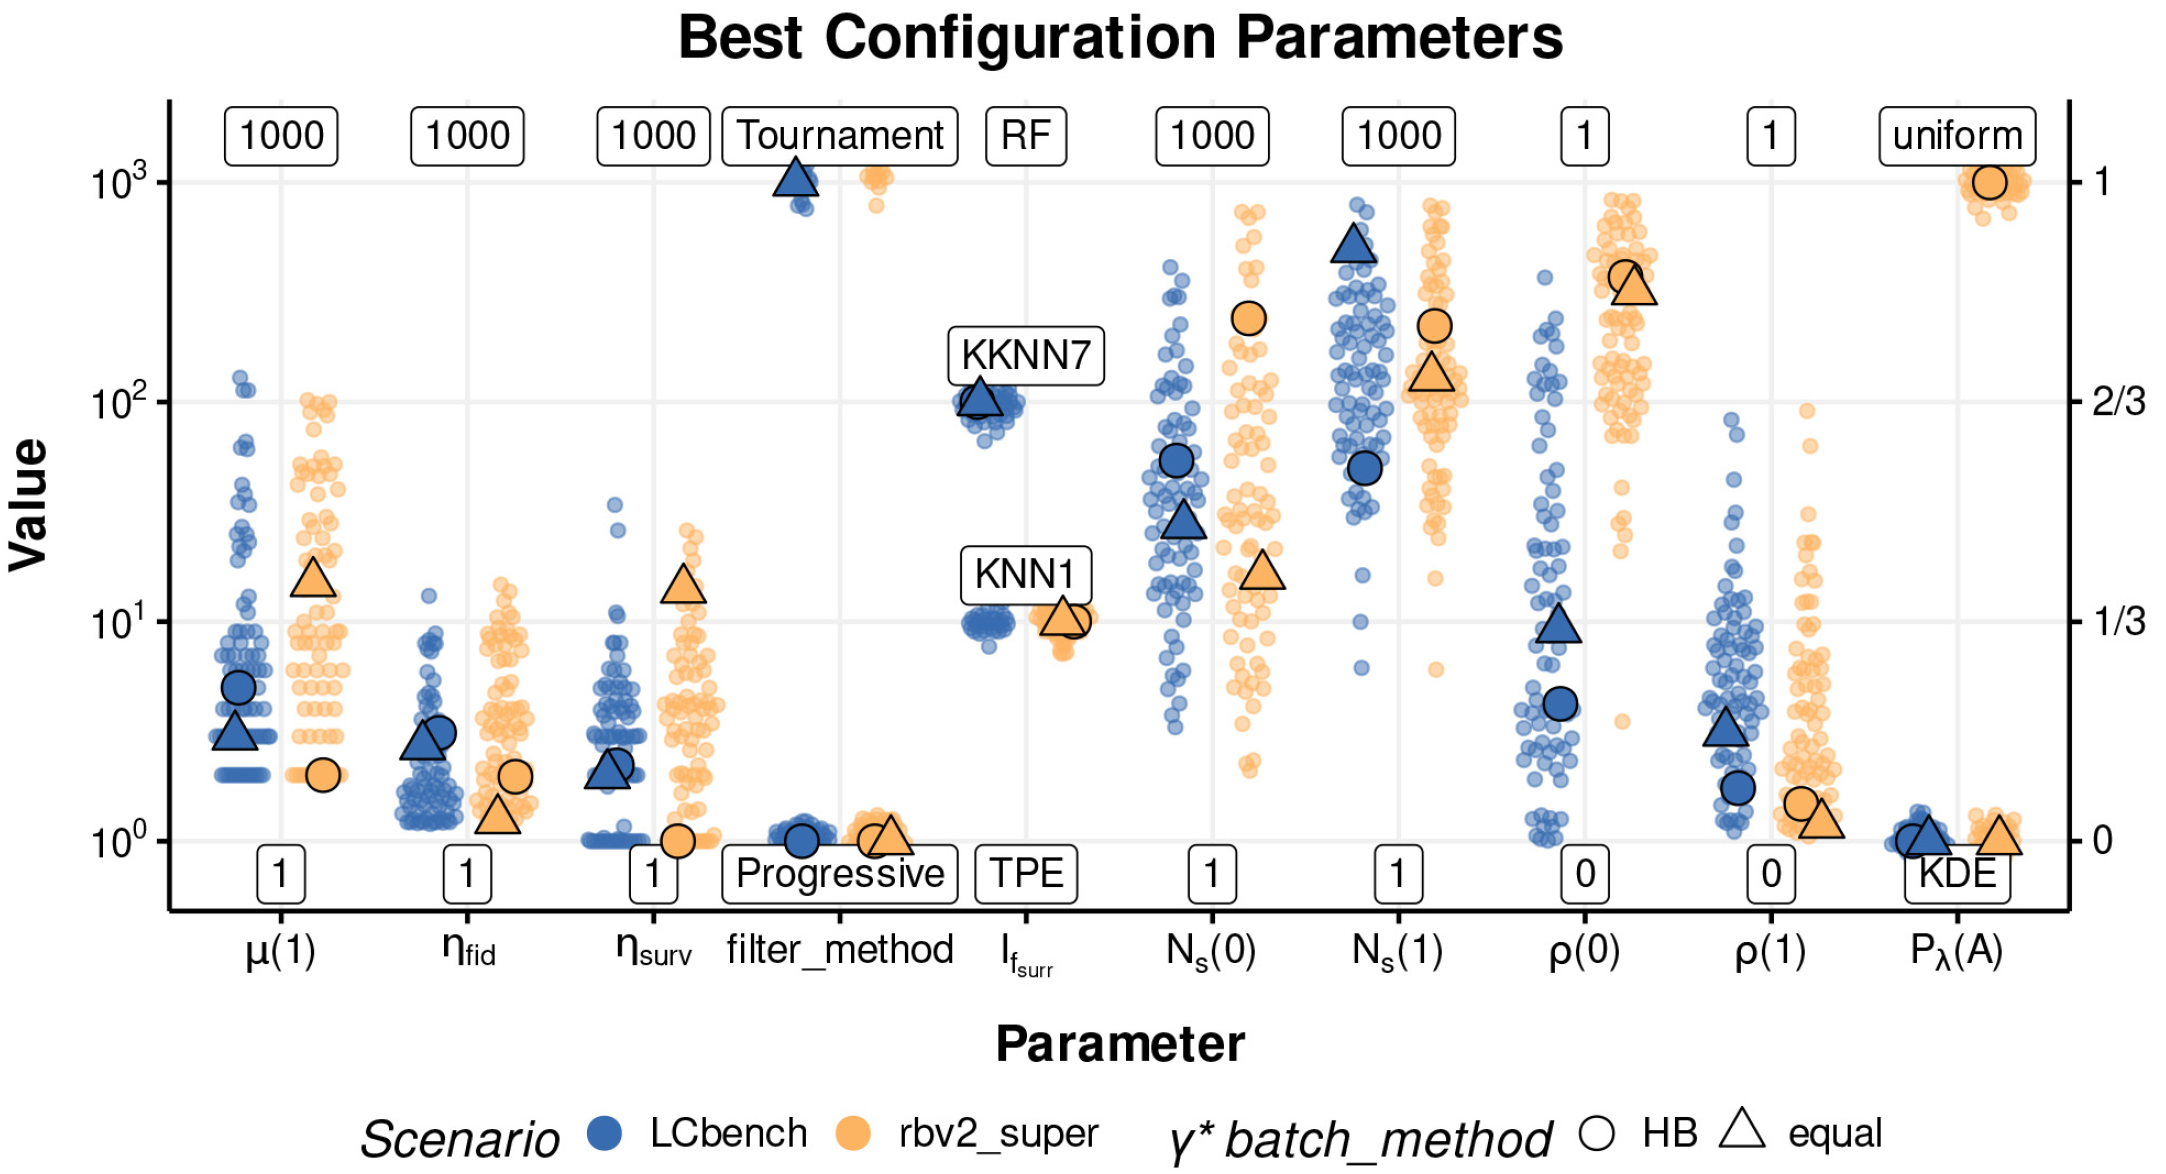 Best Configuration Parameters
1000 1000 1000 Tournament RF 1000 1000 1 1 uniform
10³ 1
KKNN7
10² 2/3
KNN1
10¹ 1/3
10⁰ 0
1 1 1 Progressive TPE 1 1 0 0 KDE
Value
μ(1) ηfid ηsurv filter_method Ifsurr Ns(0) Ns(1) ρ(0) ρ(1) Pλ(A)
Parameter
Scenario LCbench rbv2_super γ* batch_method HB equal